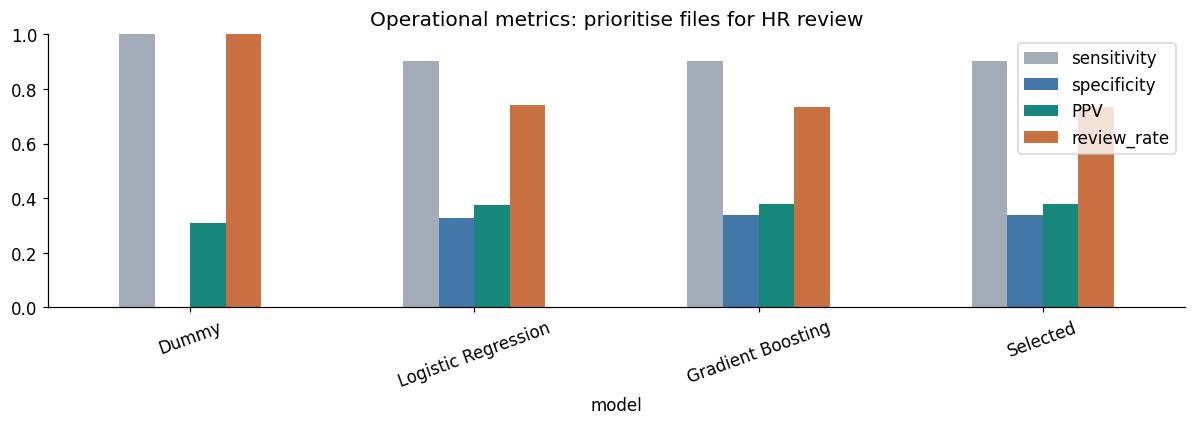 Operational metrics: prioritise files for HR review
1.0
0.8
0.6
0.4
0.2
0.0
sensitivity
specificity
PPV
review_rate
Dummy
Logistic Regression
Gradient Boosting
Selected
model